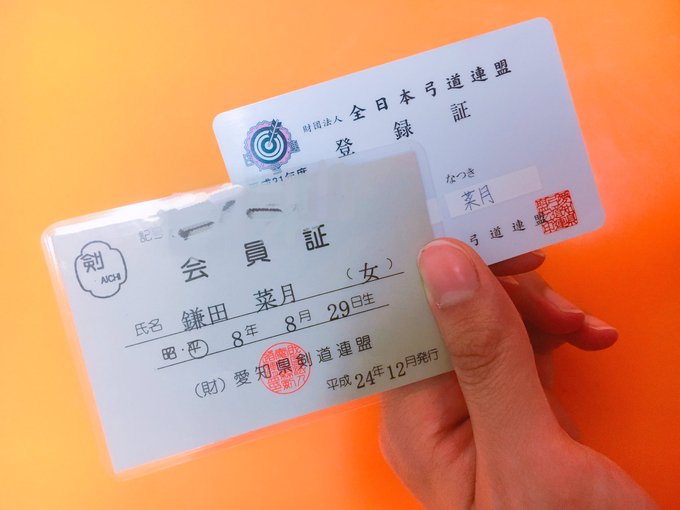 財団法人 全日本弓道連盟
登録証
なつき
菜月
弓道連盟
会員証
剣
AICHI
(女)
氏名 鎌田 菜月
昭・平 8年 8月 29日生
(財) 愛知県剣道連盟
平成 24年 12月発行